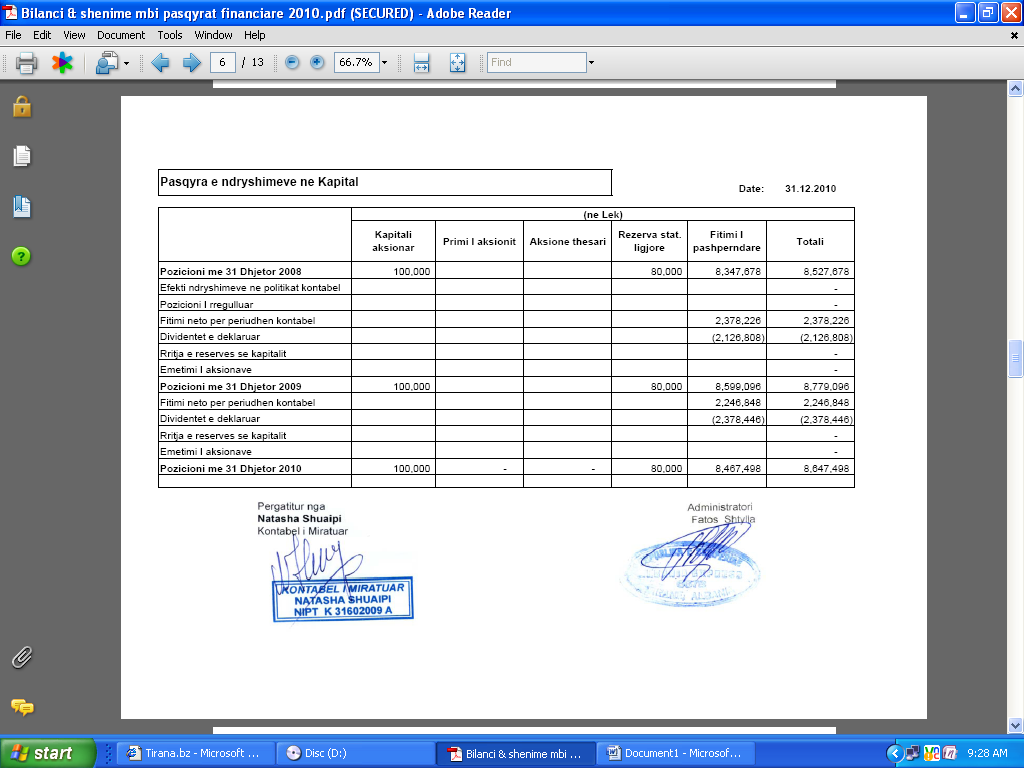 Bilanci & shenime mbi pasqyrat financiare 2010.pdf (SECURED) - Adobe Reader
File Edit View Document Tools Window Help
6 / 13 66.7% Find
Pasqyra e ndryshimeve ne Kapital
Date: 31.12.2010
(ne Lek)
Kapitali aksionar Primi I aksionit Aksione thesari Rezerva stat. ligjore Fitimi I pashperndare Totali
Pozicioni me 31 Dhjetor 2008 100,000 80,000 8,347,678 8,527,678
Efekti ndryshimeve ne politikat kontabel -
Pozicioni I rregulluar -
Fitimi neto per periudhen kontabel 2,378,226 2,378,226
Dividentet e deklaruar (2,126,808) (2,126,808)
Rritja e reserves se kapitalit -
Emetimi I aksionave -
Pozicioni me 31 Dhjetor 2009 100,000 80,000 8,599,096 8,779,096
Fitimi neto per periudhen kontabel 2,246,848 2,246,848
Dividentet e deklaruar (2,378,446) (2,378,446)
Rritja e reserves se kapitalit -
Emetimi I aksionave -
Pozicioni me 31 Dhjetor 2010 100,000 - - 80,000 8,467,498 8,647,498
Pergatitur nga
Natasha Shuaipi
Kontabel i Miratuar
KONTABEL I MIRATUAR
NATASHA SHUAIPI
NIPT K 31602009 A
Administratori
Fatos Shtylla
start Tirana.bz - Microsoft ... Disc (D:) Bilanci & shenime mbi ... Document1 - Microsof... 9:28 AM